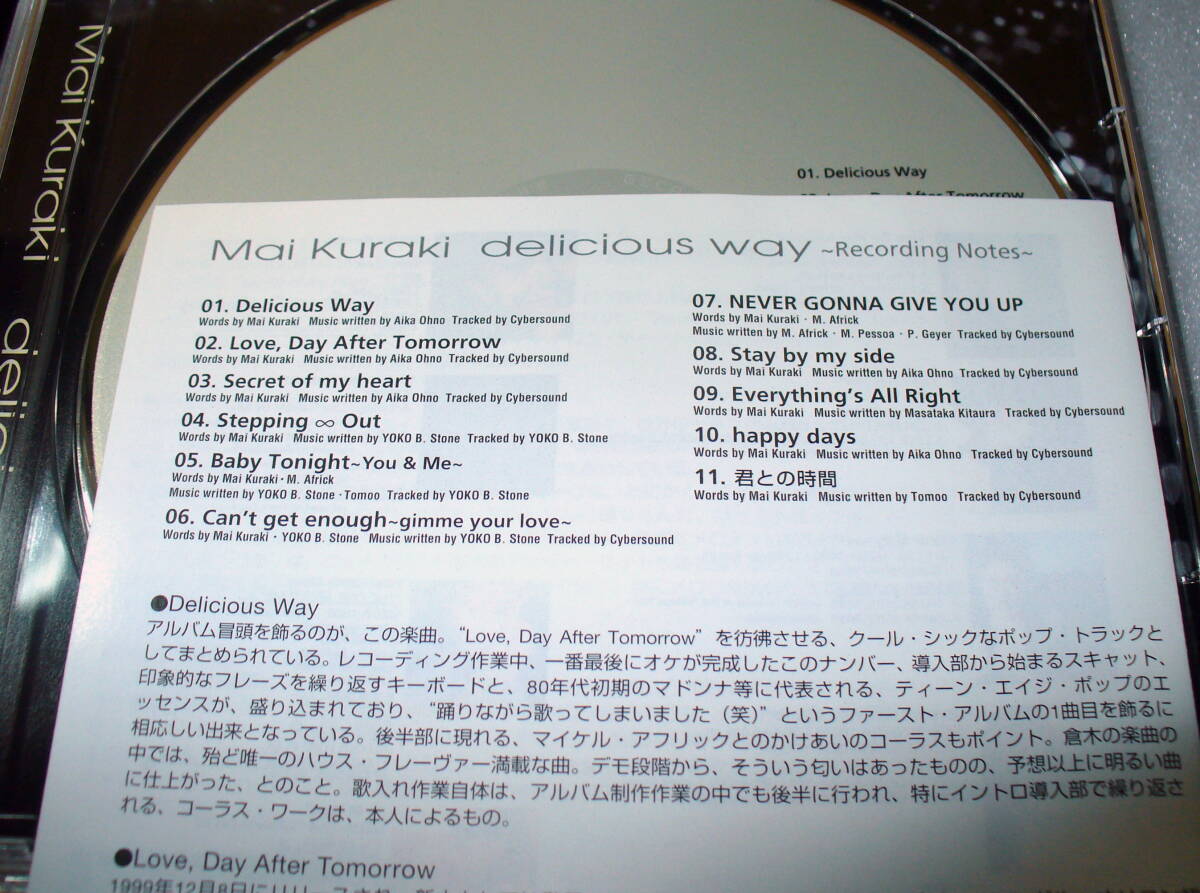 Mai Kuraki
01. Delicious Way
Mai Kuraki delicious way ~Recording Notes~
01. Delicious Way
Words by Mai Kuraki Music written by Aika Ohno Tracked by Cybersound
02. Love, Day After Tomorrow
Words by Mai Kuraki Music written by Aika Ohno Tracked by Cybersound
03. Secret of my heart
Words by Mai Kuraki Music written by Aika Ohno Tracked by Cybersound
04. Stepping ∞ Out
Words by Mai Kuraki Music written by YOKO B. Stone Tracked by YOKO B. Stone
05. Baby Tonight~You & Me~
Words by Mai Kuraki・M. Africk
Music written by YOKO B. Stone・Tomoo Tracked by YOKO B. Stone
06. Can't get enough~gimme your love~
Words by Mai Kuraki・YOKO B. Stone Music written by YOKO B. Stone Tracked by Cybersound
07. NEVER GONNA GIVE YOU UP
Words by Mai Kuraki・M. Africk
Music written by M. Africk・M. Pessoa・P. Geyer Tracked by Cybersound
08. Stay by my side
Words by Mai Kuraki Music written by Aika Ohno Tracked by Cybersound
09. Everything's All Right
Words by Mai Kuraki Music written by Masataka Kitaura Tracked by Cybersound
10. happy days
Words by Mai Kuraki Music written by Aika Ohno Tracked by Cybersound
11. 君との時間
Words by Mai Kuraki Music written by Tomoo Tracked by Cybersound
●Delicious Way
アルバム冒頭を飾るのが、この楽曲。“Love, Day After Tomorrow”を彷彿させる、クール・シックなポップ・トラックと
してまとめられている。レコーディング作業中、一番最後にオケが完成したこのナンバー、導入部から始まるスキャット、
印象的なフレーズを繰り返すキーボードと、80年代初期のマドンナ等に代表される、ティーン・エイジ・ポップのエ
ッセンスが、盛り込まれており、“踊りながら歌ってしまいました（笑）”というファースト・アルバムの1曲目を飾るに
相応しい出来となっている。後半部に現れる、マイケル・アフリックとのかけあいのコーラスもポイント。倉木の楽曲の
中では、殆ど唯一のハウス・フレーヴァー満載な曲。デモ段階から、そういう匂いはあったものの、予想以上に明るい曲
に仕上がった、とのこと。歌入れ作業自体は、アルバム制作作業の中でも後半に行われ、特にイントロ導入部で繰り返さ
れる、コーラス・ワークは、本人によるもの。
●Love, Day After Tomorrow
1999年12月8日にリリース